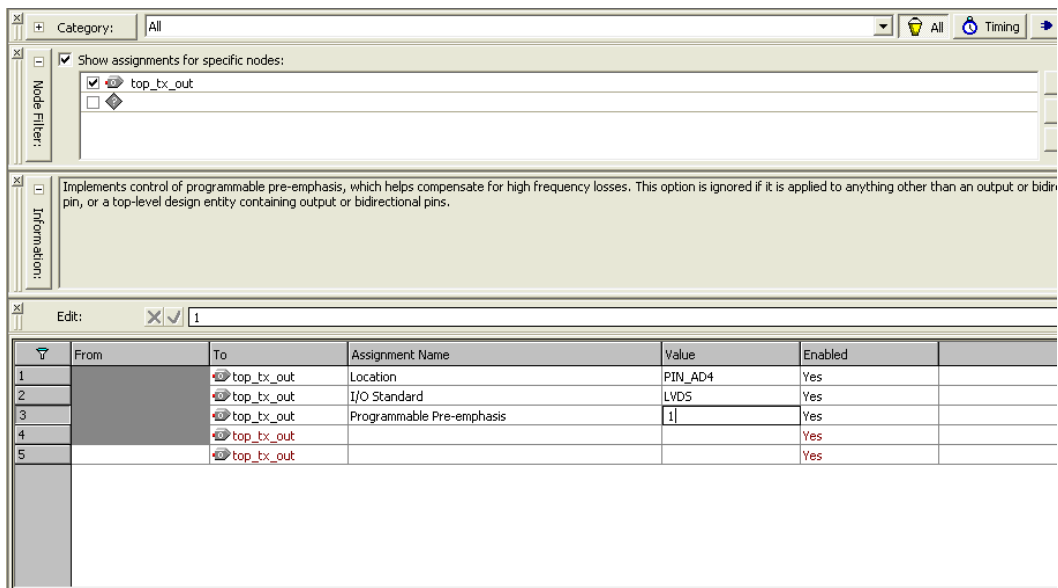 Category: All All Timing
Show assignments for specific nodes:
top_tx_out
Node Filter:
Implements control of programmable pre-emphasis, which helps compensate for high frequency losses. This option is ignored if it is applied to anything other than an output or bidire
pin, or a top-level design entity containing output or bidirectional pins.
Information:
Edit: 1
From To Assignment Name Value Enabled
1 top_tx_out Location PIN_AD4 Yes
2 top_tx_out I/O Standard LVDS Yes
3 top_tx_out Programmable Pre-emphasis 1 Yes
4 top_tx_out Yes
5 top_tx_out Yes